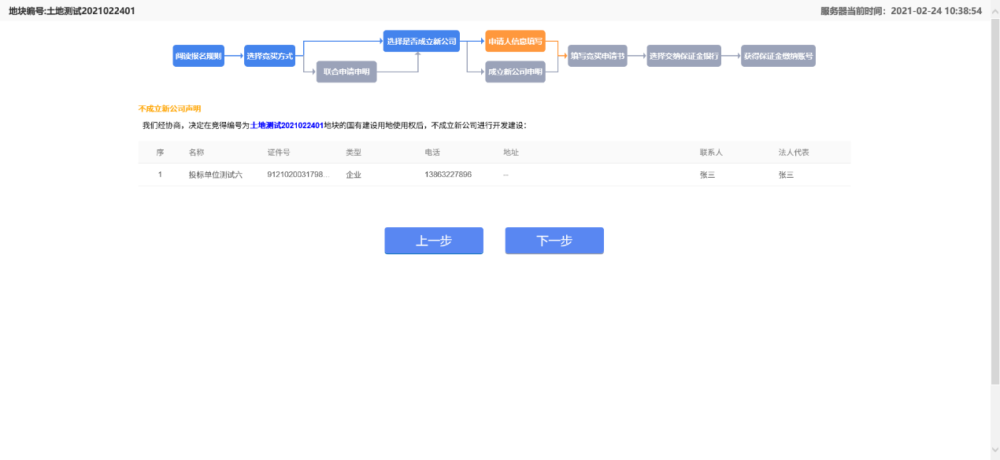 地块编号:土地测试2021022401
服务器当前时间：2021-02-24 10:38:54
选择是否成立新公司
申请人信息填写
阅读报名规则
选择竞买方式
填写竞买申请书
选择交纳保证金银行
获得保证金缴纳账号
联合申请申明
成立新公司申明
不成立新公司声明
我们经协商，决定在竞得编号为土地测试2021022401地块的国有建设用地使用权后，不成立新公司进行开发建设：
序 名称 证件号 类型 电话 地址 联系人 法人代表
1 投标单位测试六 9121020031798... 企业 13863227896 -- 张三 张三
上一步 下一步